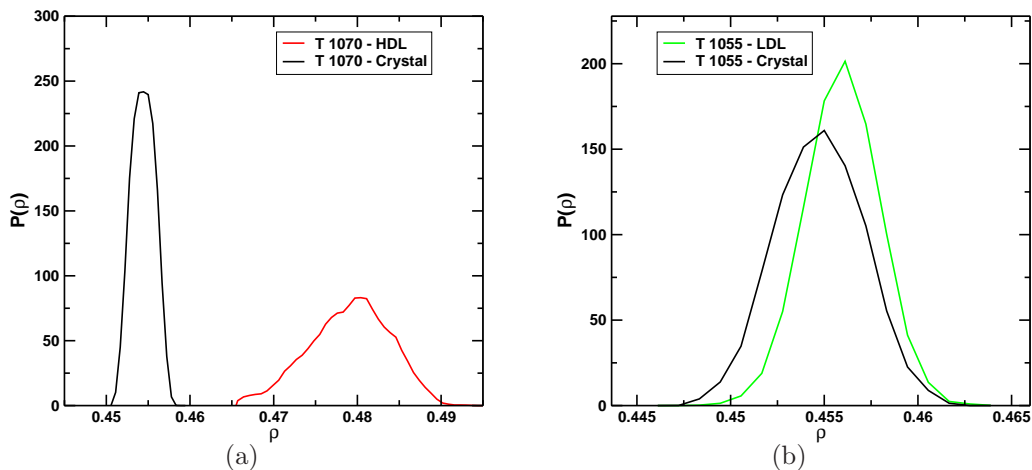 300
250
200
150
100
50
0
P(ρ)
0.45 0.46 0.47 0.48 0.49
ρ
T 1070 - HDL
T 1070 - Crystal
(a)
200
150
100
50
0
P(ρ)
0.445 0.45 0.455 0.46 0.465
ρ
T 1055 - LDL
T 1055 - Crystal
(b)